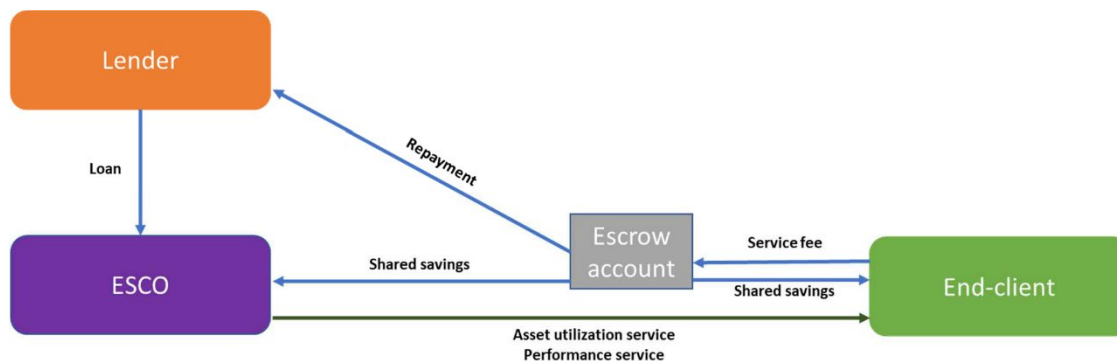 Lender
Repayment
Loan
Escrow
account
Service fee
Shared savings
ESCO
Shared savings
End-client
Asset utilization service
Performance service